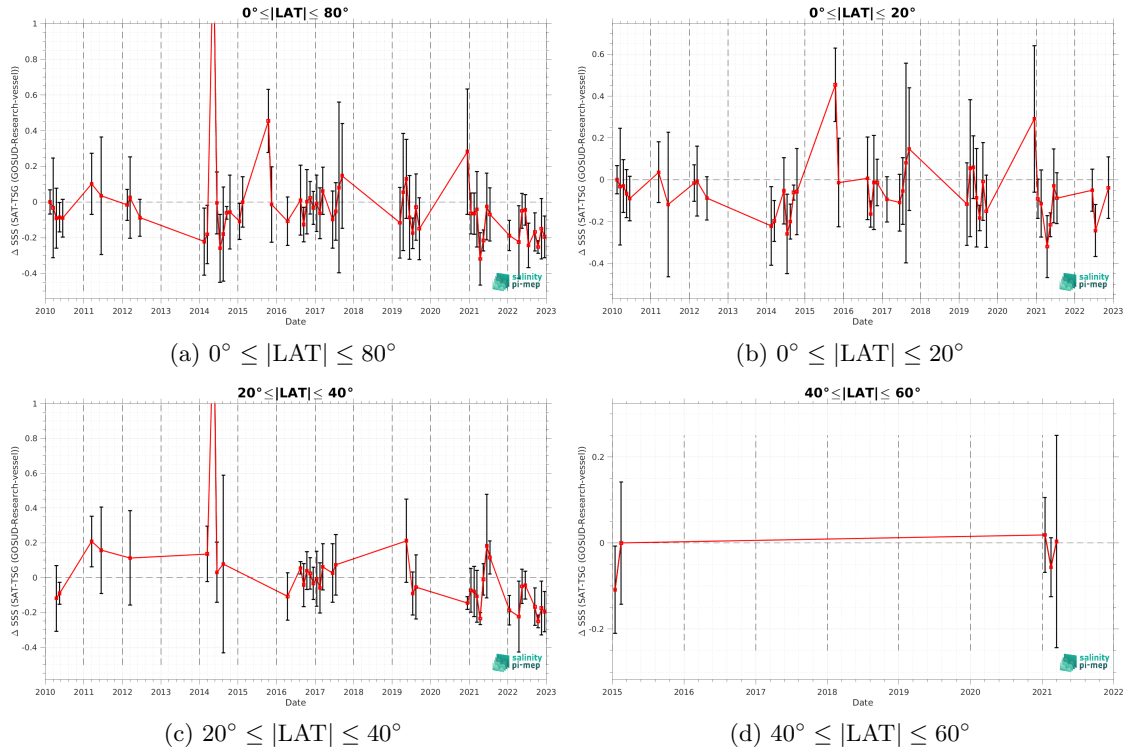 0°≤|LAT|≤ 80°
Δ SSS (SAT-TSG (GOSUD-Research-vessel))
1
0.8
0.6
0.4
0.2
0
-0.2
-0.4
2010 2011 2012 2013 2014 2015 2016 2017 2018 2019 2020 2021 2022 2023
Date
salinity
pi-mep
(a) 0° ≤ |LAT| ≤ 80°
0°≤|LAT|≤ 20°
Δ SSS (SAT-TSG (GOSUD-Research-vessel))
0.6
0.4
0.2
0
-0.2
-0.4
2010 2011 2012 2013 2014 2015 2016 2017 2018 2019 2020 2021 2022 2023
Date
salinity
pi-mep
(b) 0° ≤ |LAT| ≤ 20°
20°≤|LAT|≤ 40°
Δ SSS (SAT-TSG (GOSUD-Research-vessel))
1
0.8
0.6
0.4
0.2
0
-0.2
-0.4
2010 2011 2012 2013 2014 2015 2016 2017 2018 2019 2020 2021 2022 2023
Date
salinity
pi-mep
(c) 20° ≤ |LAT| ≤ 40°
40°≤|LAT|≤ 60°
Δ SSS (SAT-TSG (GOSUD-Research-vessel))
0.2
0
-0.2
2015 2016 2017 2018 2019 2020 2021 2022
Date
salinity
pi-mep
(d) 40° ≤ |LAT| ≤ 60°